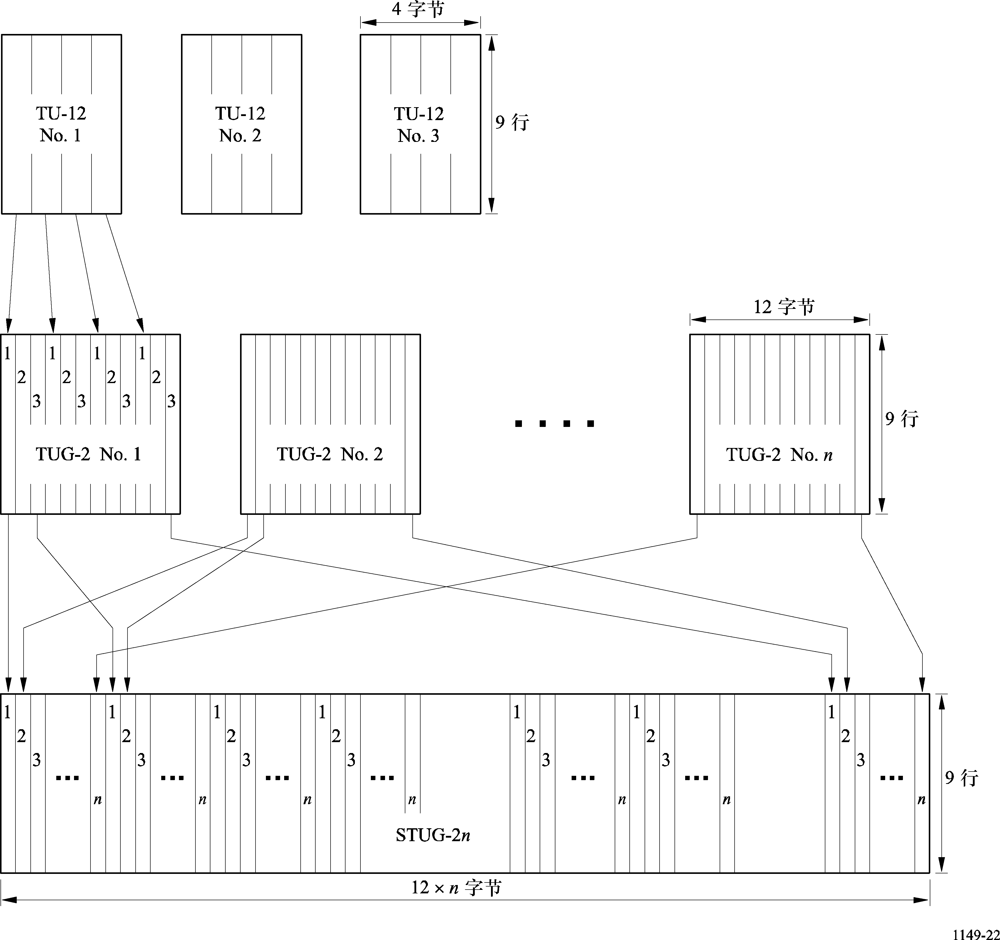 4 字节
TU-12
No. 1
TU-12
No. 2
TU-12
No. 3
9 行
12 字节
1 1 1 1
2 2 2 2
3 3 3 3
TUG-2 No. 1
TUG-2 No. 2
TUG-2 No. n
9 行
1 1 1 1 1 1 1
2 2 2 2 2 2 2
3 3 3 3 3 3 3
... ... ... ... ... ... ...
n n n n n n n
9 行
STUG-2n
12 × n 字节
1149-22